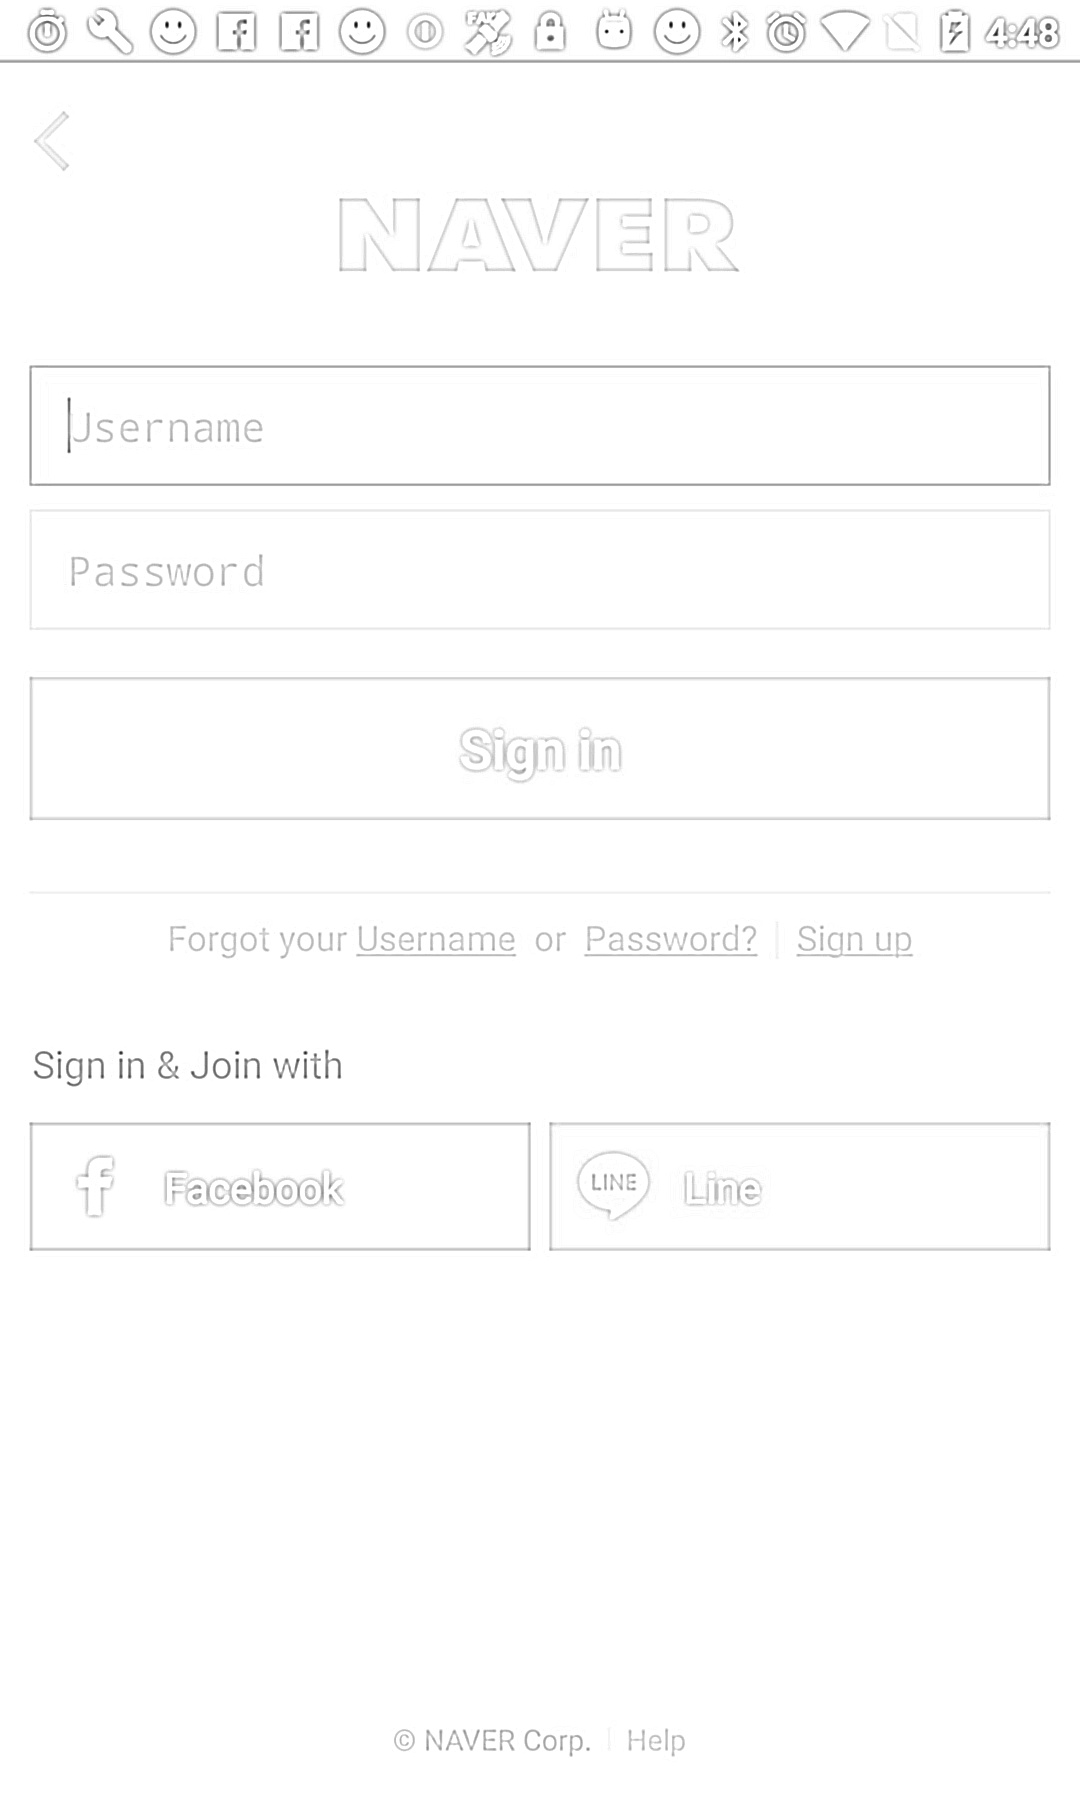 4:48
NAVER
Username
Password
Sign in
Forgot your Username or Password? | Sign up
Sign in & Join with
Facebook
LINE Line
© NAVER Corp. | Help